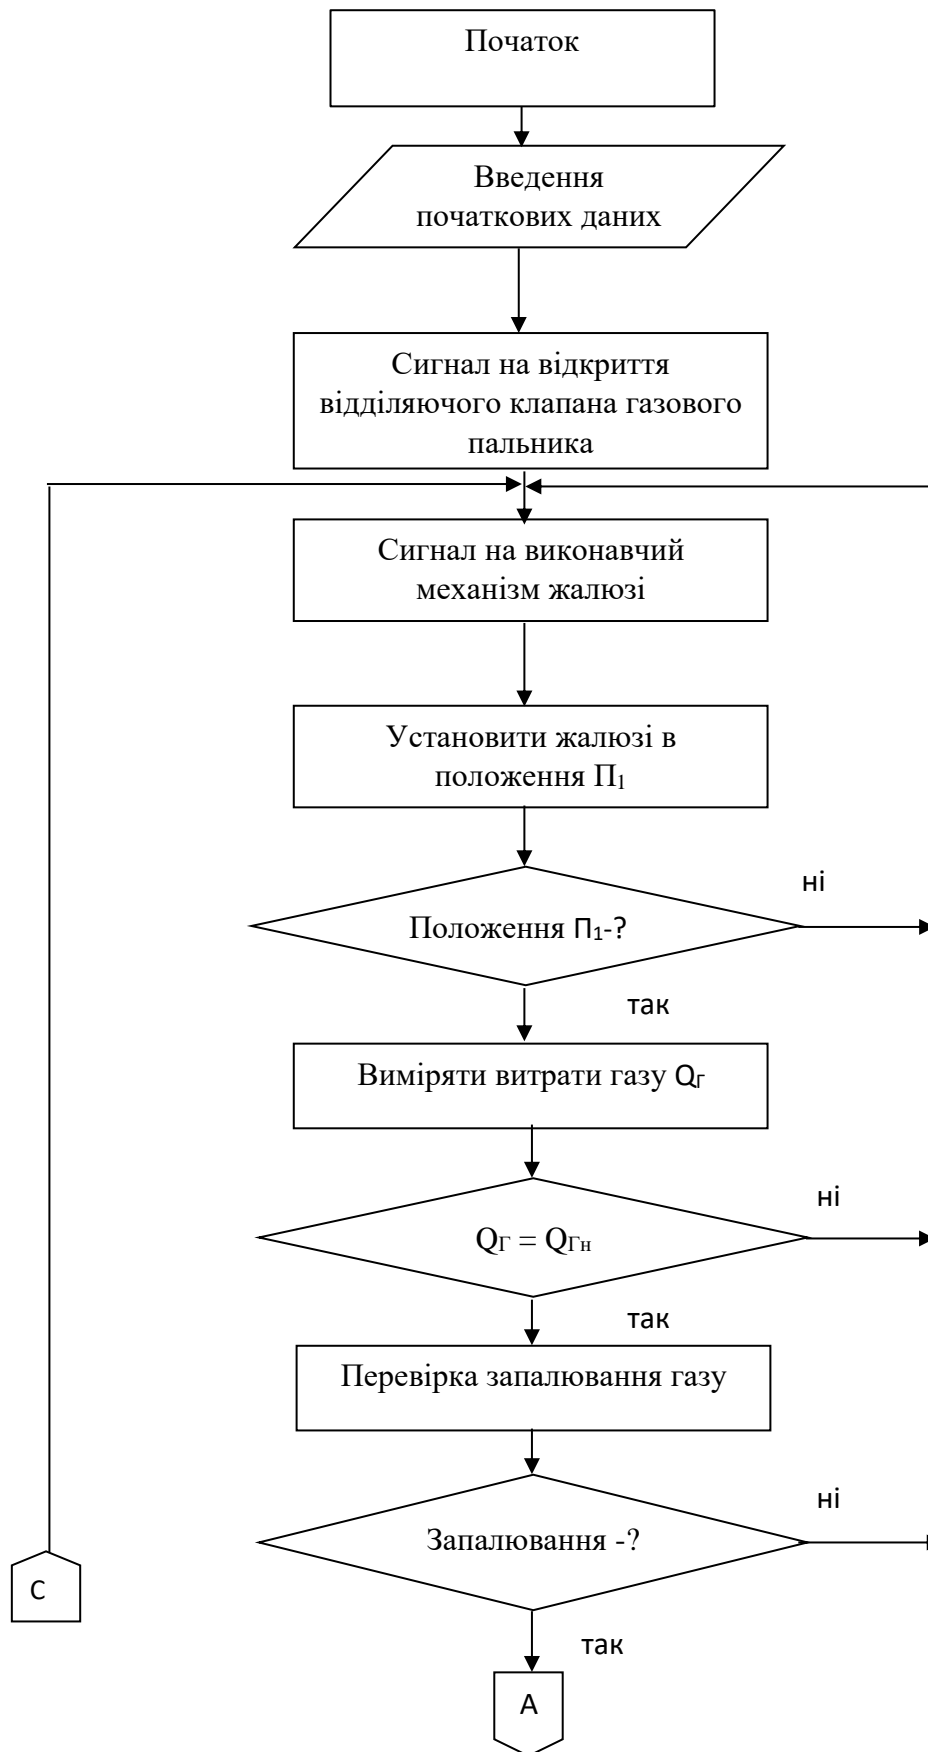 Початок
Введення
початкових даних
Сигнал на відкриття
відділяючого клапана газового
пальника
Сигнал на виконавчий
механізм жалюзі
Установити жалюзі в
положення П₁
ні
Положення П₁-?
так
Виміряти витрати газу Qг
ні
QГ = QГн
так
Перевірка запалювання газу
ні
Запалювання -?
С
так
А